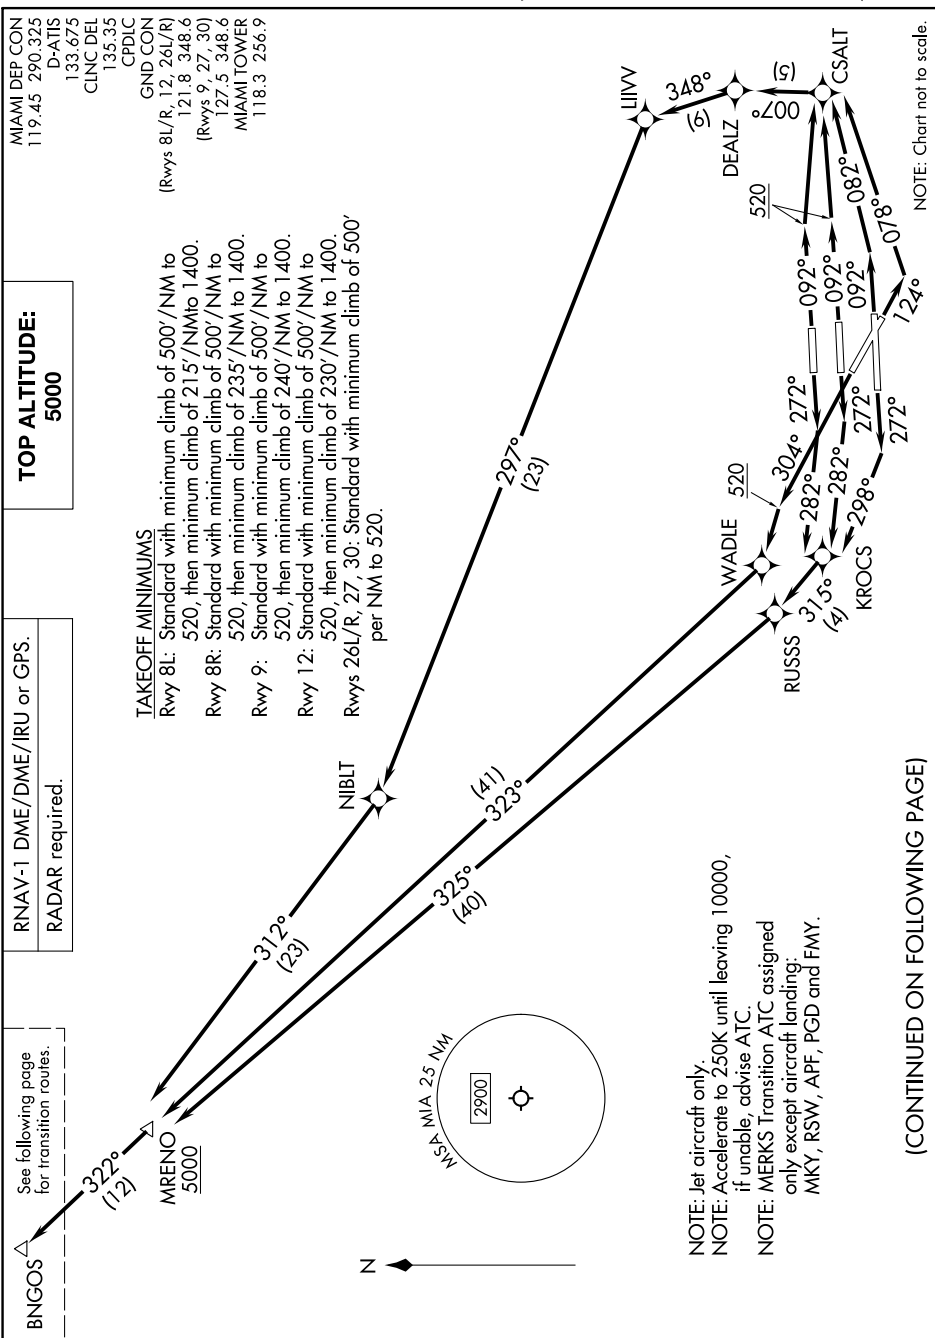 See following page
for transition routes.
RNAV-1 DME/DME/IRU or GPS.
RADAR required.
TOP ALTITUDE:
5000
MIAMI DEP CON
119.45 290.325
D-ATIS
133.675
CLNC DEL
135.35
CPDLC
GND CON
(Rwys 8L/R, 12, 26L/R)
121.8 348.6
(Rwys 9, 27, 30)
127.5 348.6
MIAMI TOWER
118.3 256.9
TAKEOFF MINIMUMS
Rwy 8L: Standard with minimum climb of 500'/NM to
520, then minimum climb of 215'/NMto 1400.
Rwy 8R: Standard with minimum climb of 500'/NM to
520, then minimum climb of 235'/NM to 1400.
Rwy 9: Standard with minimum climb of 500'/NM to
520, then minimum climb of 240'/NM to 1400.
Rwy 12: Standard with minimum climb of 500'/NM to
520, then minimum climb of 230'/NM to 1400.
Rwys 26L/R, 27, 30: Standard with minimum climb of 500'
per NM to 520.
BNGOS
322°
(12)
MRENO
5000
312°
(23)
NIBLT
297°
(23)
LIIVV
348°
(9)
DEALZ
007°
(5)
CSALT
323°
(41)
325°
(40)
WADLE
RUSSS
315°
(4)
KROCS
520
304°
282°
282°
298°
272°
272°
272°
520
092°
092°
092°
082°
078°
124°
MSA MIA 25 NM
2900
N
NOTE: Jet aircraft only.
NOTE: Accelerate to 250K until leaving 10000,
if unable, advise ATC.
NOTE: MERKS Transition ATC assigned
only except aircraft landing:
MKY, RSW, APF, PGD and FMY.
(CONTINUED ON FOLLOWING PAGE)
NOTE: Chart not to scale.